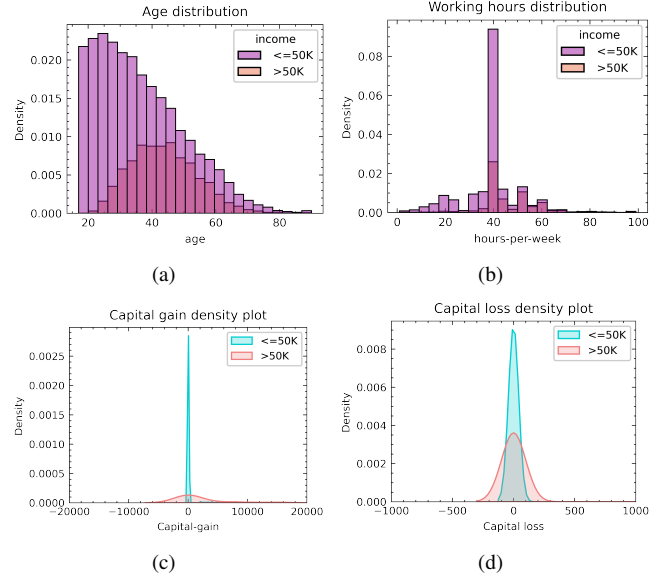 Age distribution
income
<=50K
>50K
Density
0.020
0.015
0.010
0.005
0.000
20
40
60
80
age
(a)
Working hours distribution
income
<=50K
>50K
Density
0.08
0.06
0.04
0.02
0.00
0
20
40
60
80
100
hours-per-week
(b)
Capital gain density plot
<=50K
>50K
Density
0.0025
0.0020
0.0015
0.0010
0.0005
0.0000
−20000
−10000
0
10000
20000
Capital-gain
(c)
Capital loss density plot
<=50K
>50K
Density
0.008
0.006
0.004
0.002
0.000
−1000
−500
0
500
1000
Capital loss
(d)